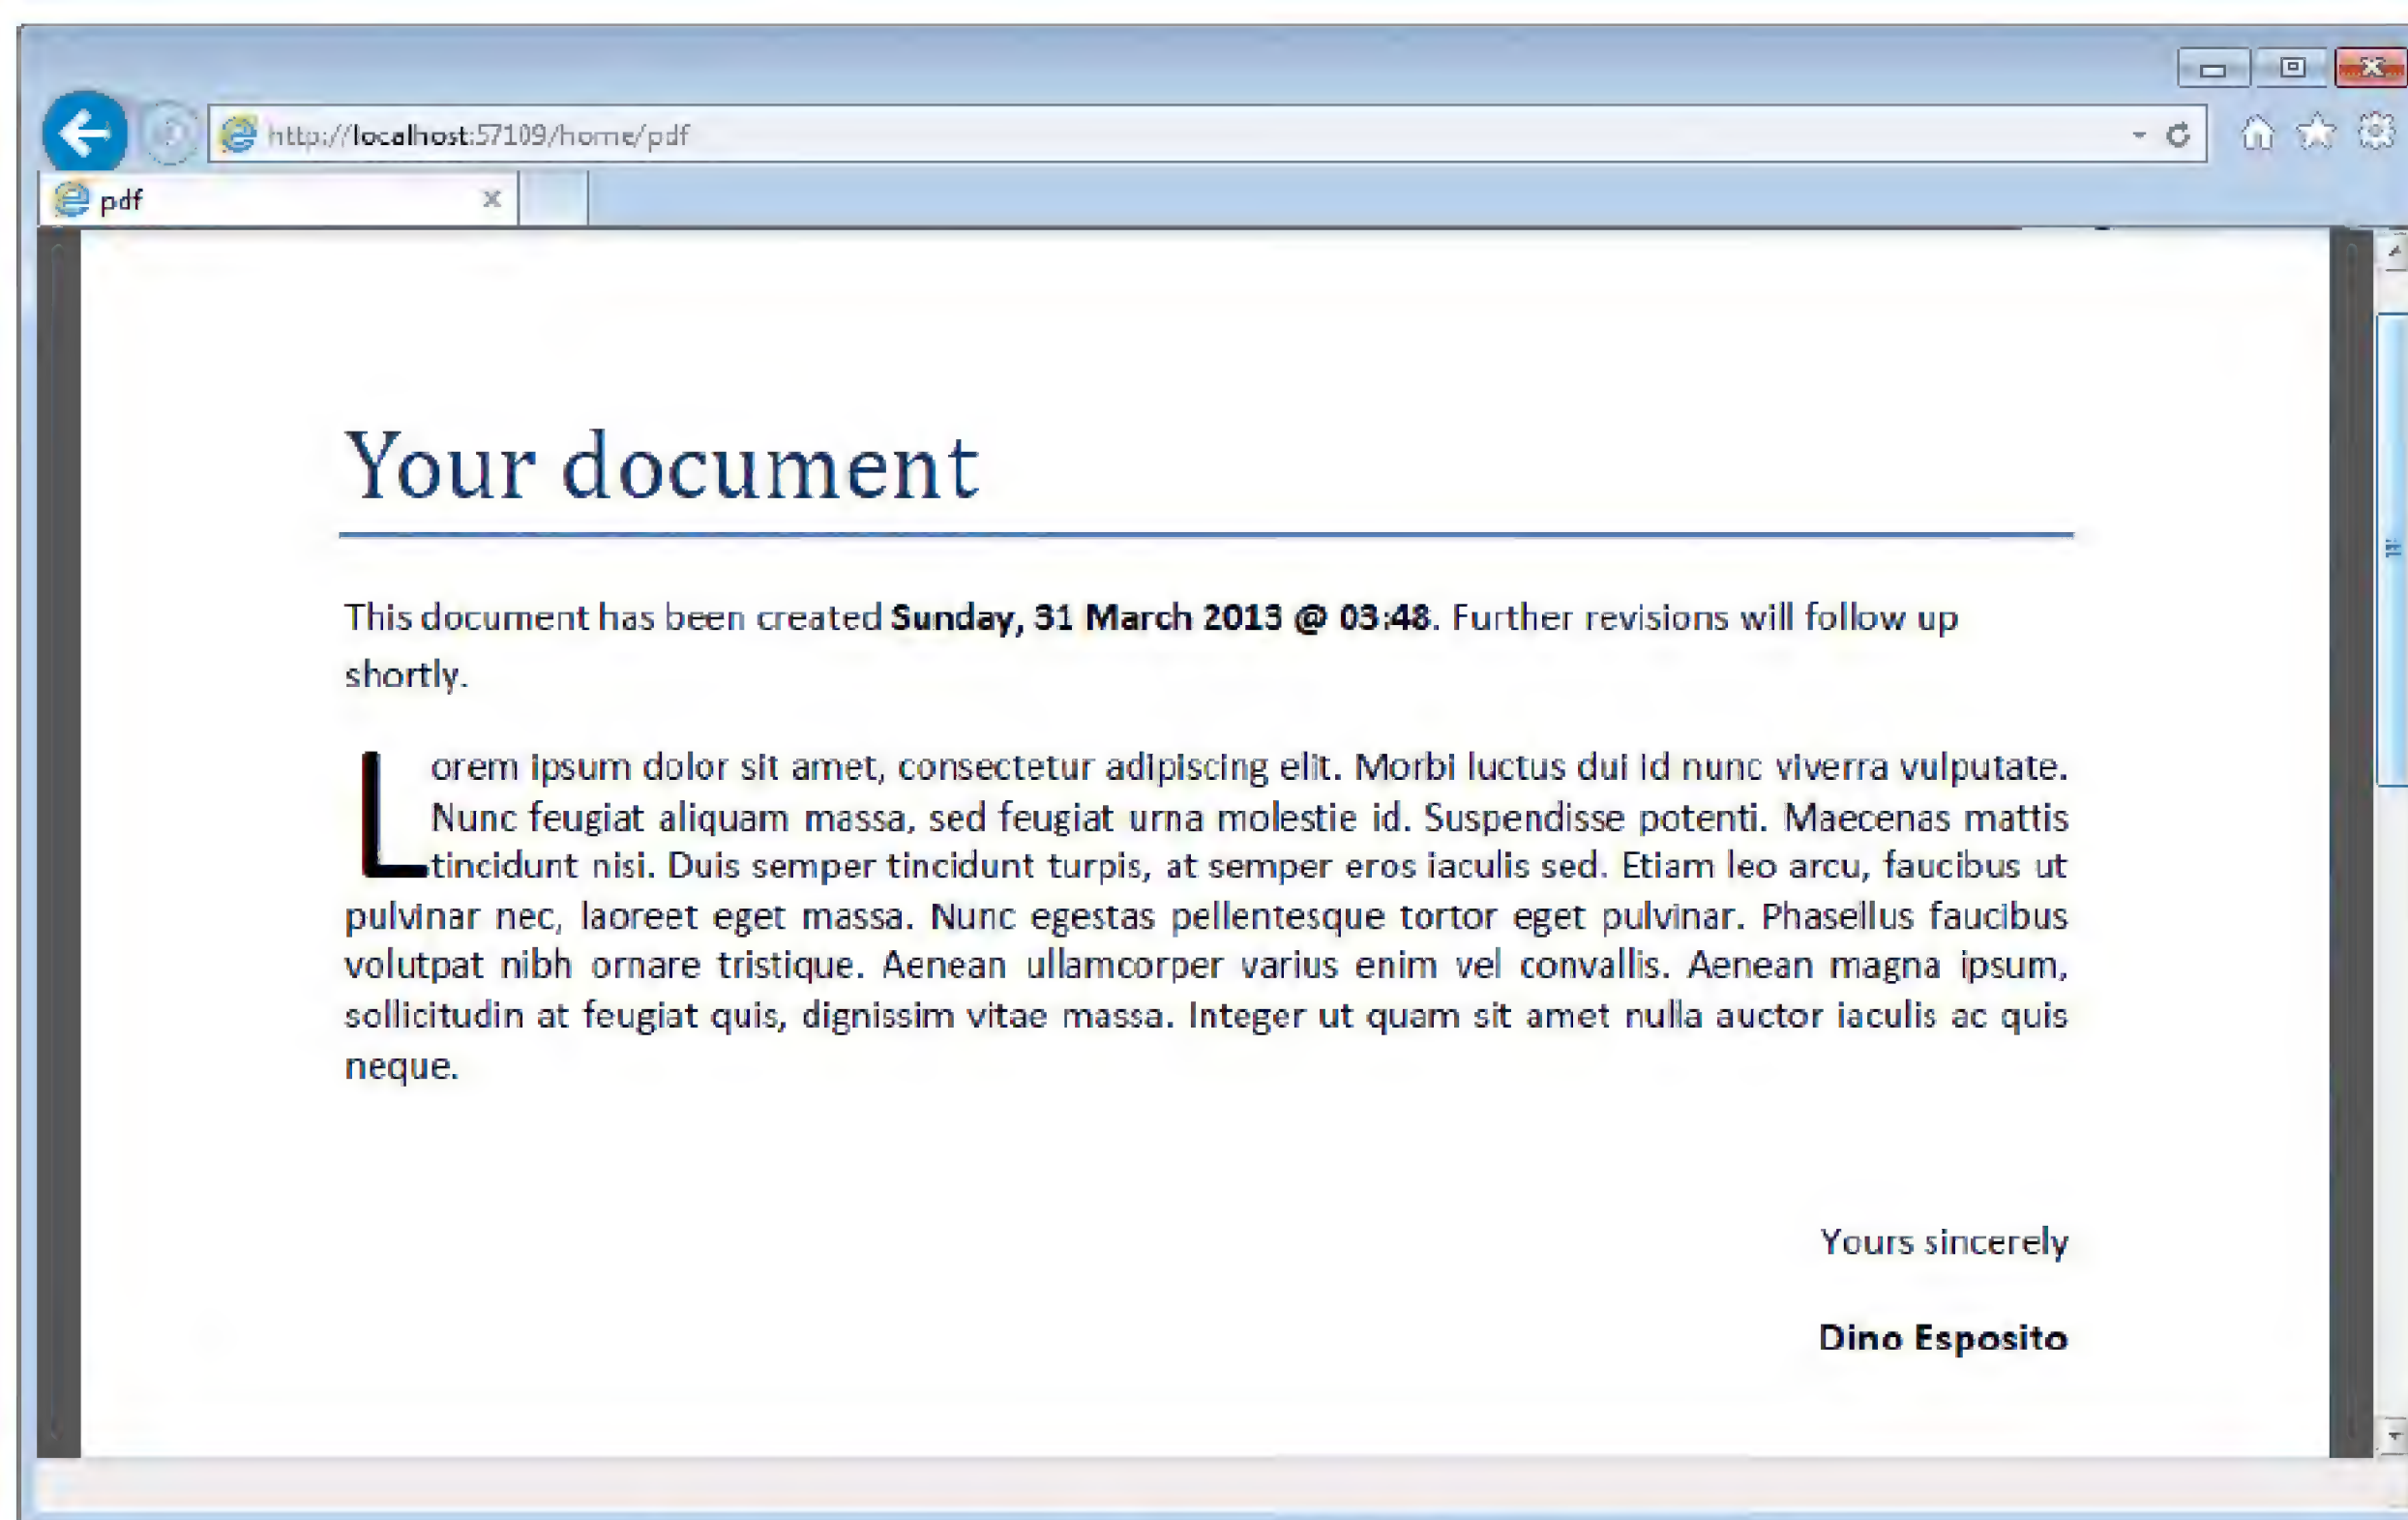 http://localhost:57109/home/pdf
pdf
Your document
This document has been created Sunday, 31 March 2013 @ 03:48. Further revisions will follow up
shortly.
Lorem ipsum dolor sit amet, consectetur adipiscing elit. Morbi luctus dui id nunc viverra vulputate.
Nunc feugiat aliquam massa, sed feugiat urna molestie id. Suspendisse potenti. Maecenas mattis
tincidunt nisi. Duis semper tincidunt turpis, at semper eros iaculis sed. Etiam leo arcu, faucibus ut
pulvinar nec, laoreet eget massa. Nunc egestas pellentesque tortor eget pulvinar. Phasellus faucibus
volutpat nibh ornare tristique. Aenean ullamcorper varius enim vel convallis. Aenean magna ipsum,
sollicitudin at feugiat quis, dignissim vitae massa. Integer ut quam sit amet nulla auctor iaculis ac quis
neque.
Yours sincerely
Dino Esposito